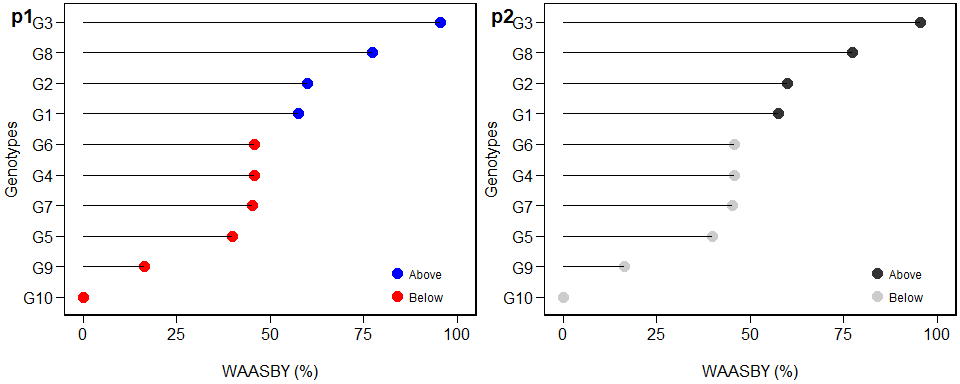 p1
Genotypes
G3
G8
G2
G1
G6
G4
G7
G5
G9
G10
Above
Below
0 25 50 75 100
WAASBY (%)
p2
Genotypes
G3
G8
G2
G1
G6
G4
G7
G5
G9
G10
Above
Below
0 25 50 75 100
WAASBY (%)